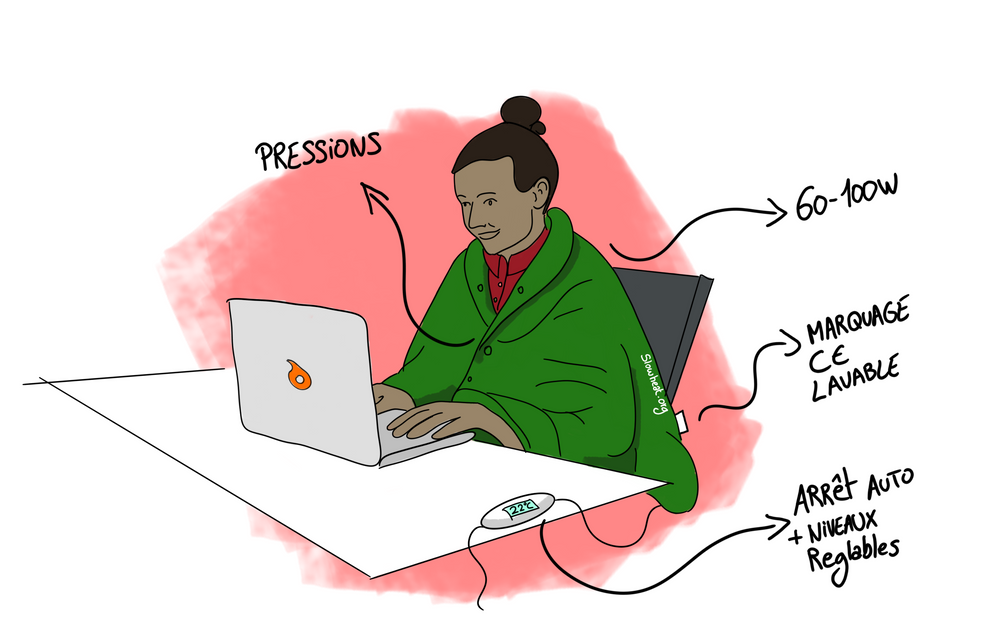 PRESSIONS
60-100W
MARQUAGE
CE
LAVABLE
Slowheat.org
22°C
ARRêt AUTO
+ NiVEAUX
Reglables